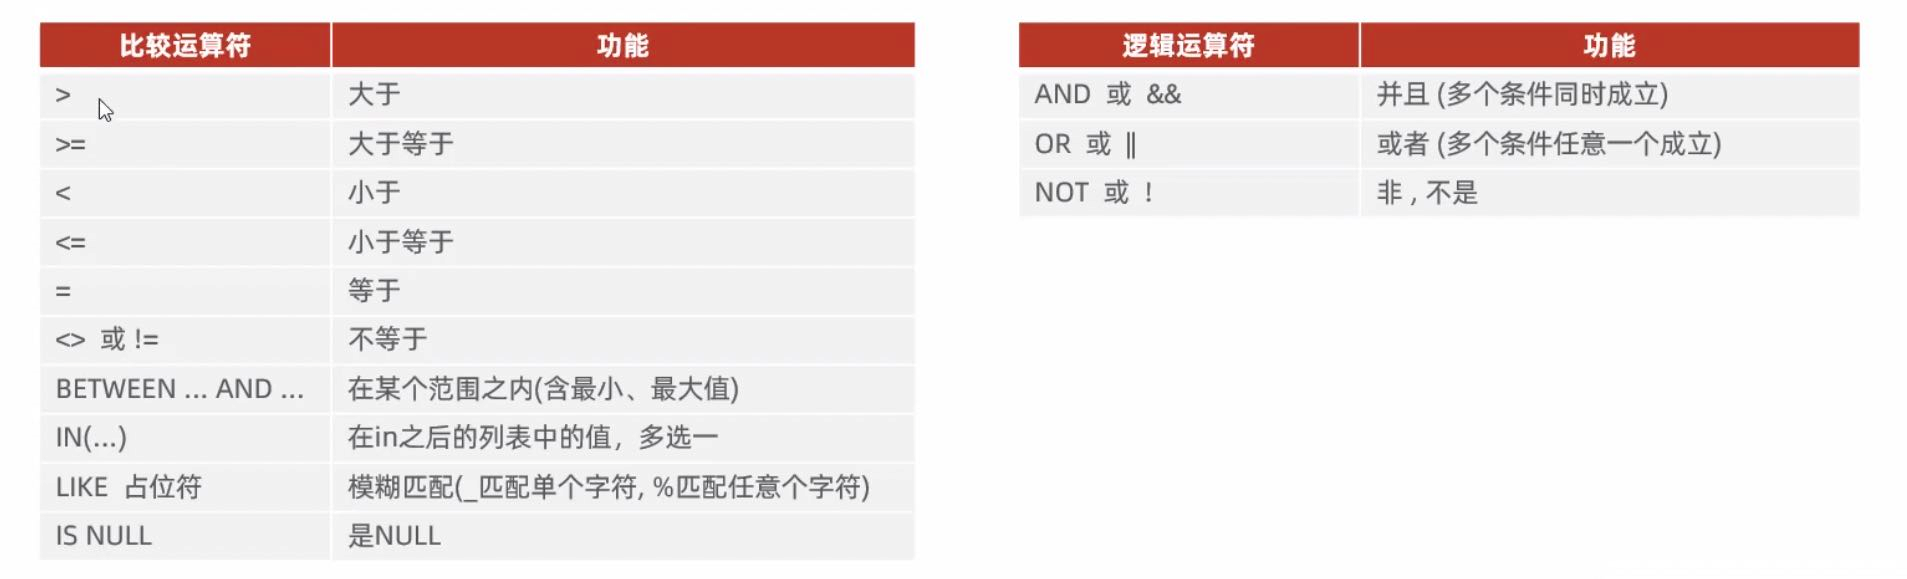 比较运算符 功能
> 大于
>= 大于等于
< 小于
<= 小于等于
= 等于
<> 或 != 不等于
BETWEEN ... AND ... 在某个范围之内(含最小、最大值)
IN(...) 在in之后的列表中的值，多选一
LIKE 占位符 模糊匹配(_匹配单个字符, %匹配任意个字符)
IS NULL 是NULL
逻辑运算符 功能
AND 或 && 并且 (多个条件同时成立)
OR 或 || 或者 (多个条件任意一个成立)
NOT 或 ! 非 , 不是